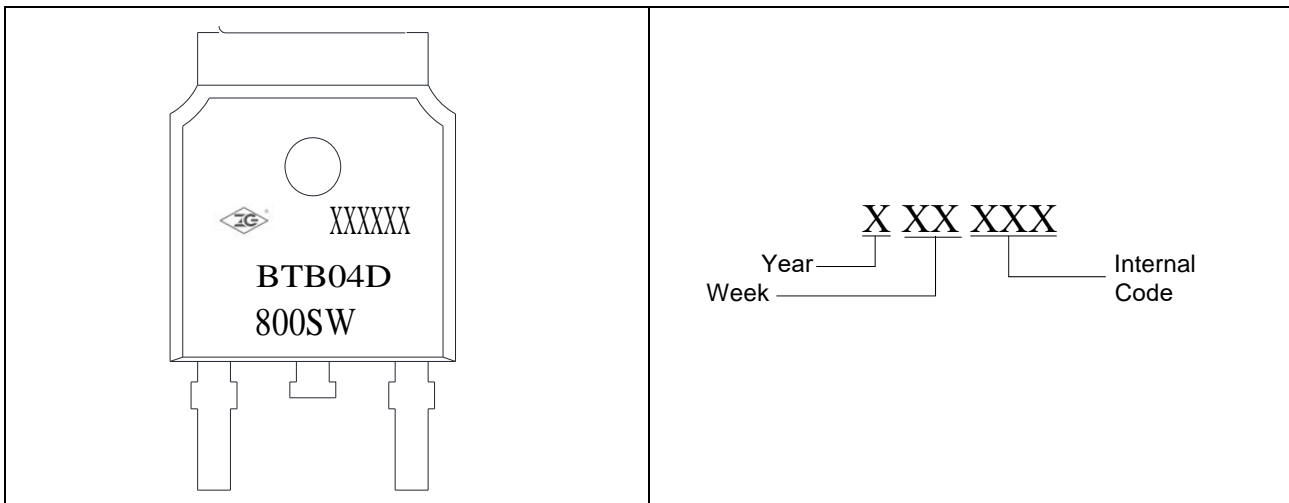 XXXXXX
BTB04D
800SW
X XX XXX
Year
Internal
Code
Week